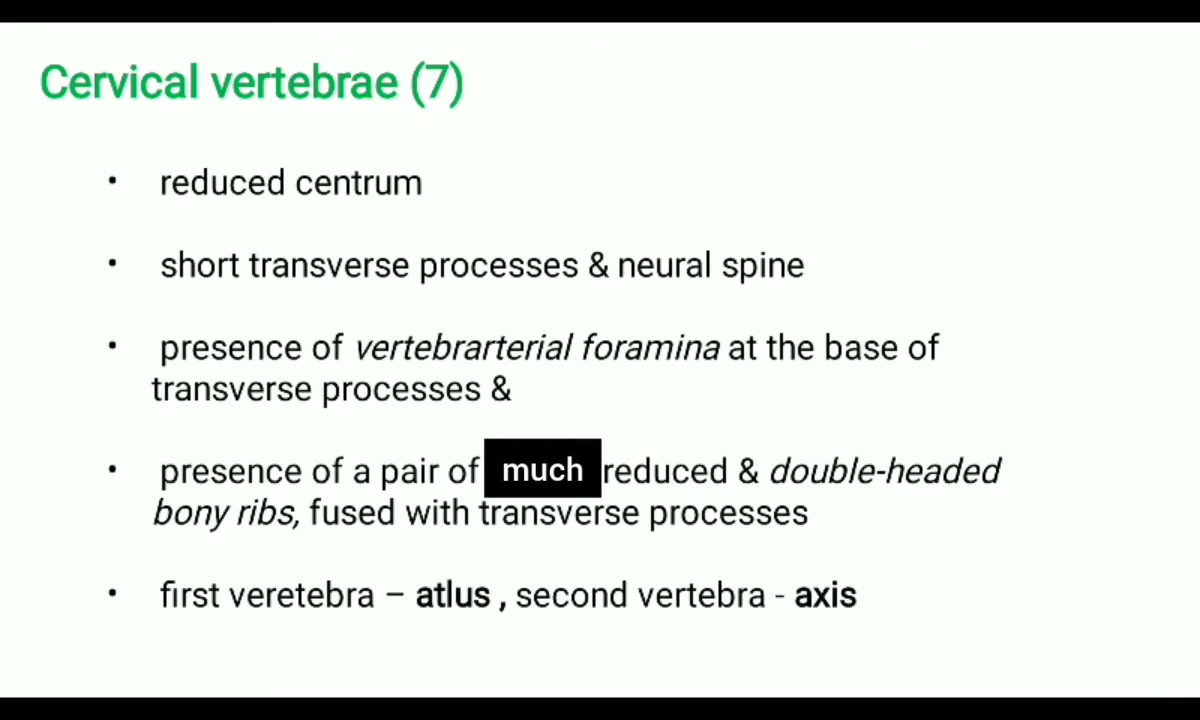 Cervical vertebrae (7)
• reduced centrum
• short transverse processes & neural spine
• presence of vertebrarterial foramina at the base of
transverse processes &
• presence of a pair of much reduced & double-headed
bony ribs, fused with transverse processes
• first veretebra – atlus , second vertebra - axis